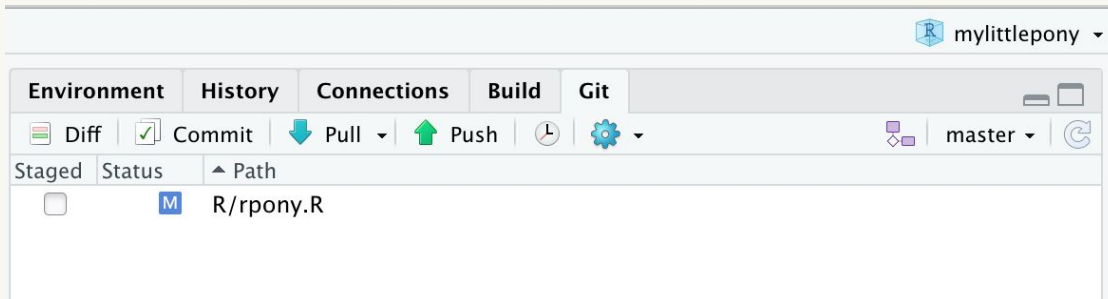 R mylittlepony
Environment History Connections Build Git
Diff Commit Pull Push master
Staged Status Path
M R/rpony.R